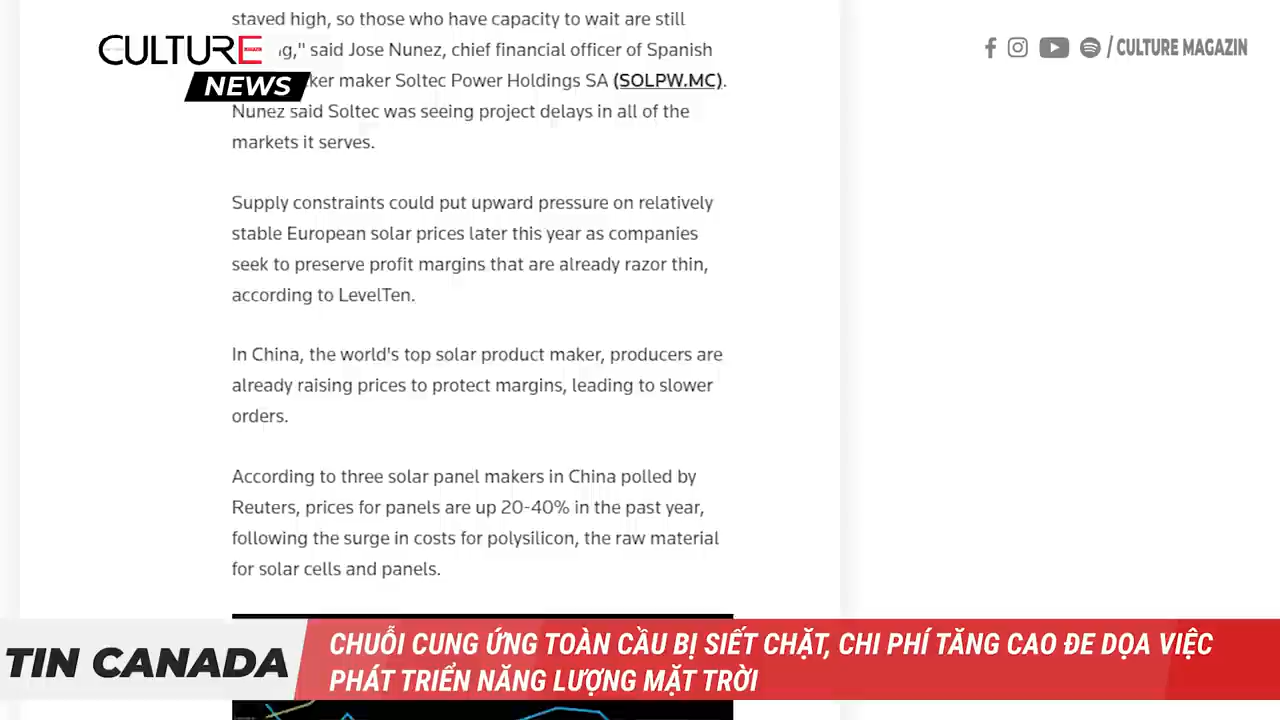 staved high, so those who have capacity to wait are still
CULTURE
g," said Jose Nunez, chief financial officer of Spanish
/ CULTURE MAGAZIN
NEWS
ker maker Soltec Power Holdings SA (SOLPW.MC).
Nunez said Soltec was seeing project delays in all of the
markets it serves.
Supply constraints could put upward pressure on relatively
stable European solar prices later this year as companies
seek to preserve profit margins that are already razor thin,
according to LevelTen.
In China, the world's top solar product maker, producers are
already raising prices to protect margins, leading to slower
orders.
According to three solar panel makers in China polled by
Reuters, prices for panels are up 20-40% in the past year,
following the surge in costs for polysilicon, the raw material
for solar cells and panels.
TIN CANADA
CHUỖI CUNG ỨNG TOÀN CẦU BỊ SIẾT CHẶT, CHI PHÍ TĂNG CAO ĐE DỌA VIỆC
PHÁT TRIỂN NĂNG LƯỢNG MẶT TRỜI